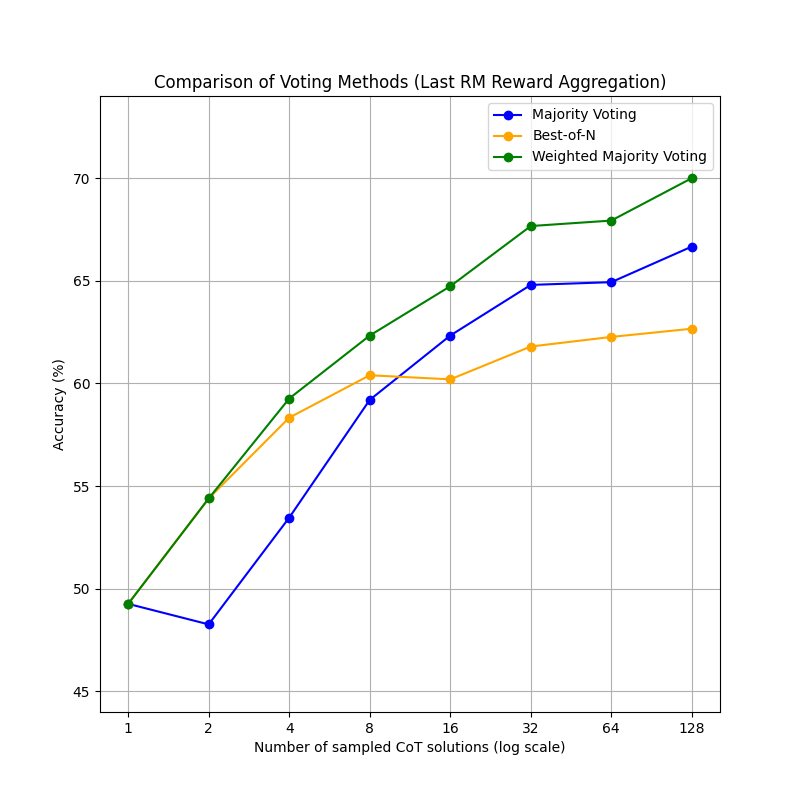 Comparison of Voting Methods (Last RM Reward Aggregation)
Majority Voting
Best-of-N
Weighted Majority Voting
Accuracy (%)
70
65
60
55
50
45
1 2 4 8 16 32 64 128
Number of sampled CoT solutions (log scale)